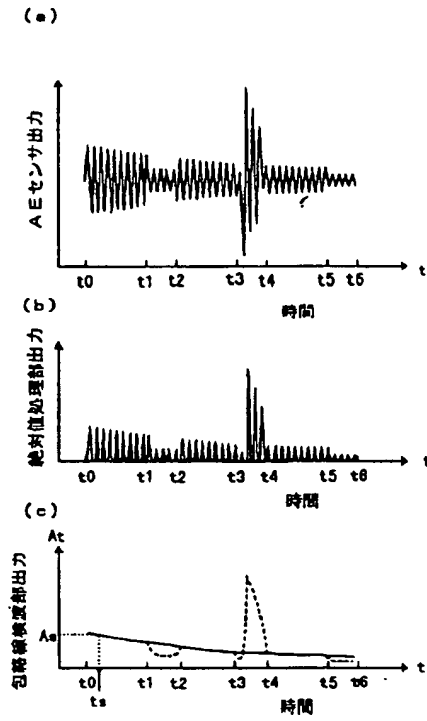 (a)
AEセンサ出力
t0 t1 t2 t3 t4 t5 t6 t
時間
(b)
絶対値処理部出力
t0 t1 t2 t3 t4 t5 t6 t
時間
(c)
At
包絡線検波部出力
As
t0 t1 t2 t3 t4 t5 t6 t
ts
時間